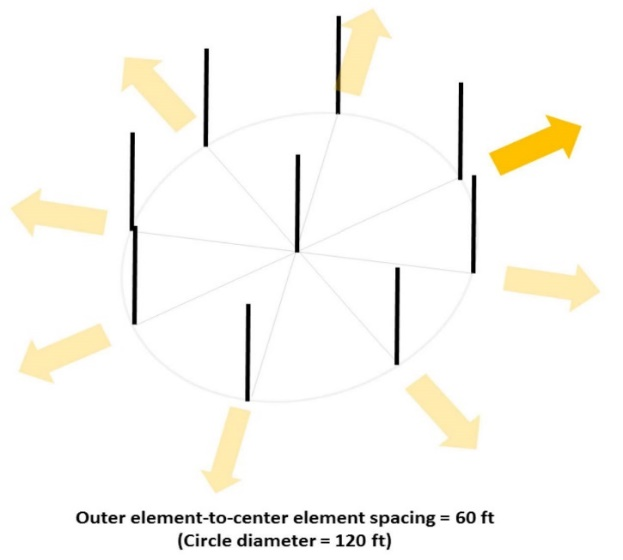 Outer element-to-center element spacing = 60 ft
(Circle diameter = 120 ft)